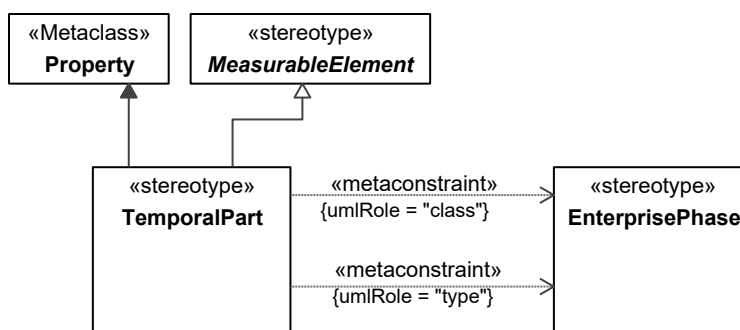 «Metaclass»
Property
«stereotype»
MeasurableElement
«stereotype»
TemporalPart
«metaconstraint»
{umlRole = "class"}
«metaconstraint»
{umlRole = "type"}
«stereotype»
EnterprisePhase